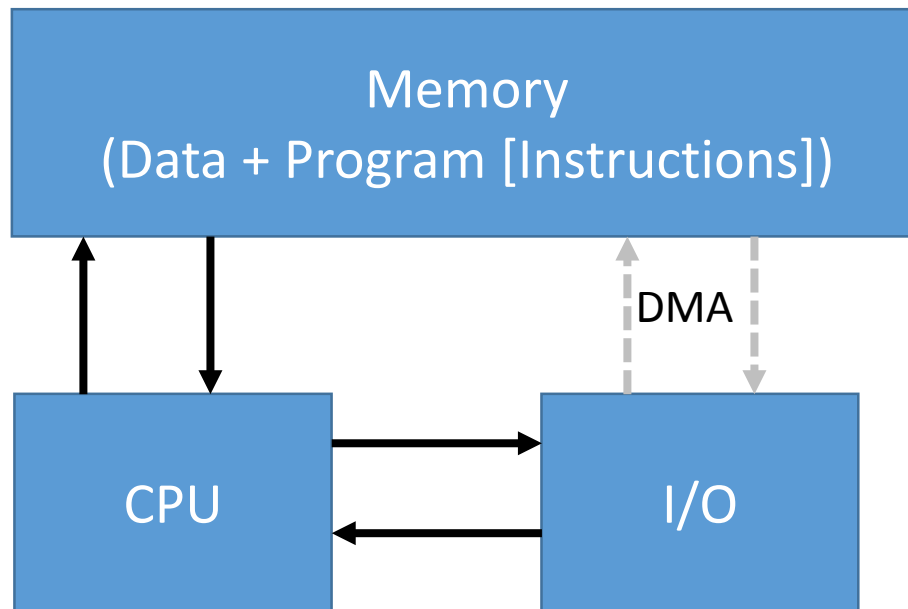 Memory
(Data + Program [Instructions])
DMA
CPU
I/O